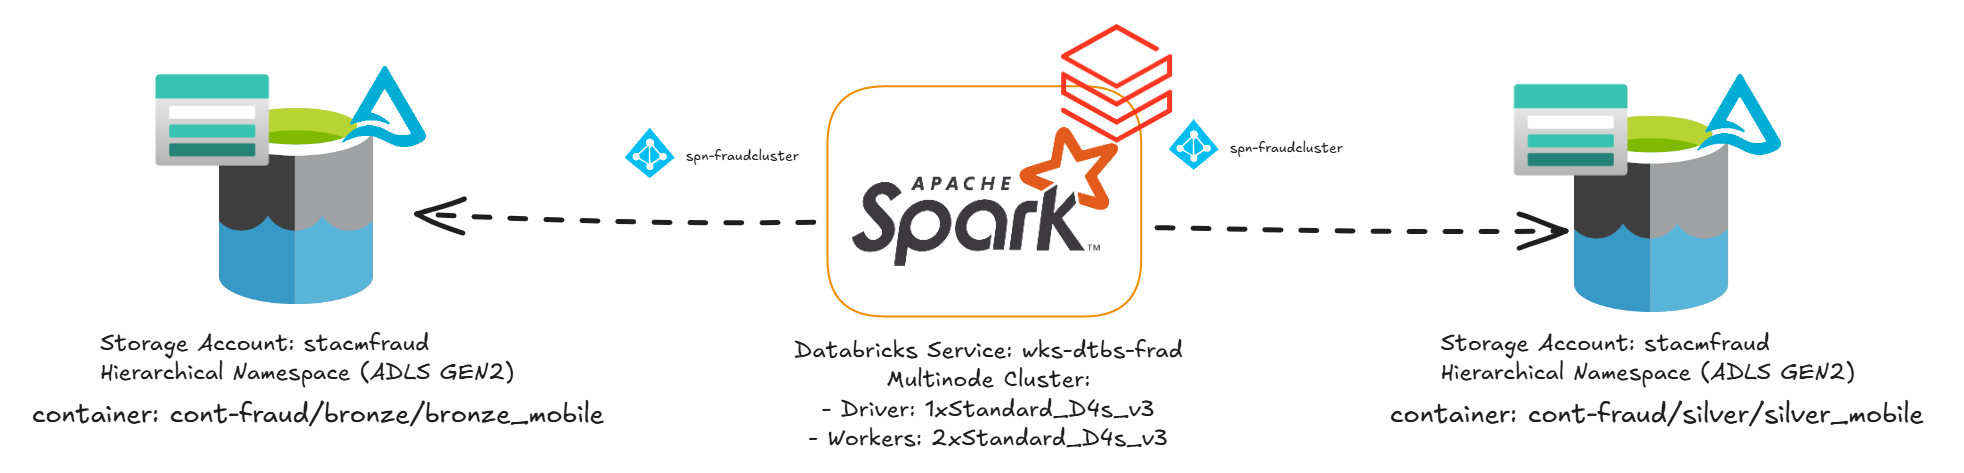 spn-fraudcluster
APACHE
Spark™
spn-fraudcluster
Storage Account: stacmfraud
Hierarchical Namespace (ADLS GEN2)
container: cont-fraud/bronze/bronze_mobile
Databricks Service: wks-dtbs-frad
Multinode Cluster:
- Driver: 1xStandard_D4s_v3
- Workers: 2xStandard_D4s_v3
Storage Account: stacmfraud
Hierarchical Namespace (ADLS GEN2)
container: cont-fraud/silver/silver_mobile